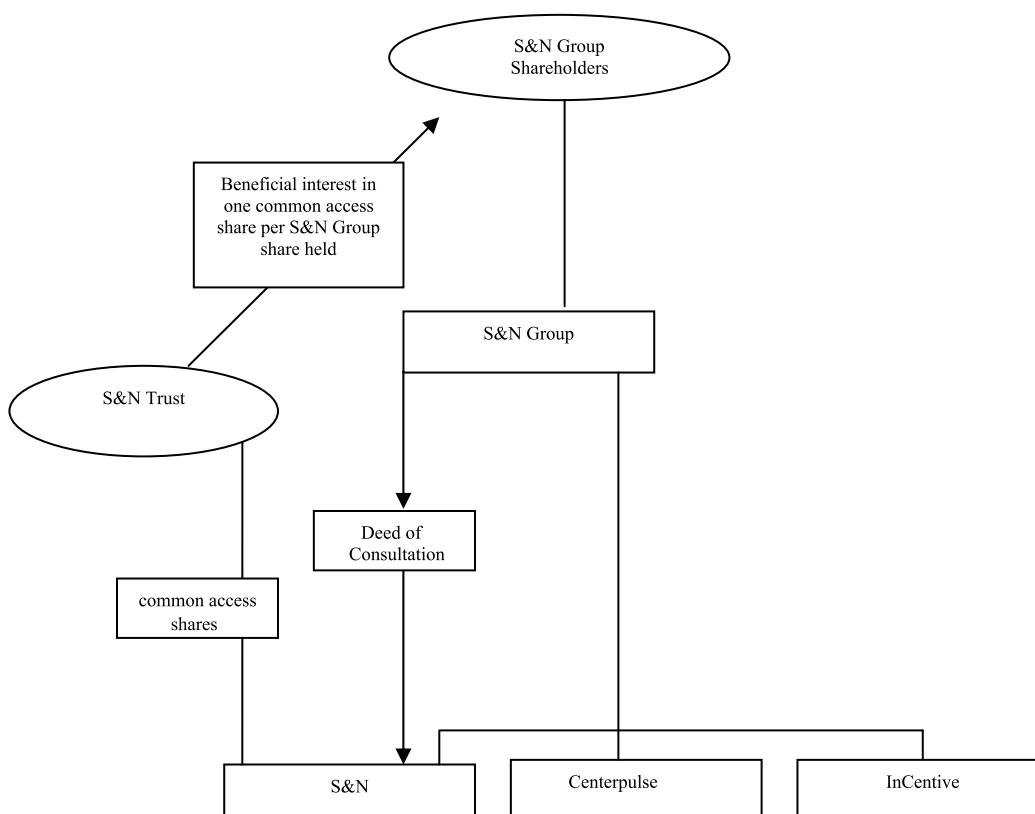 S&N Group
Shareholders
Beneficial interest in
one common access
share per S&N Group
share held
S&N Group
S&N Trust
Deed of
Consultation
common access
shares
S&N
Centerpulse
InCentive